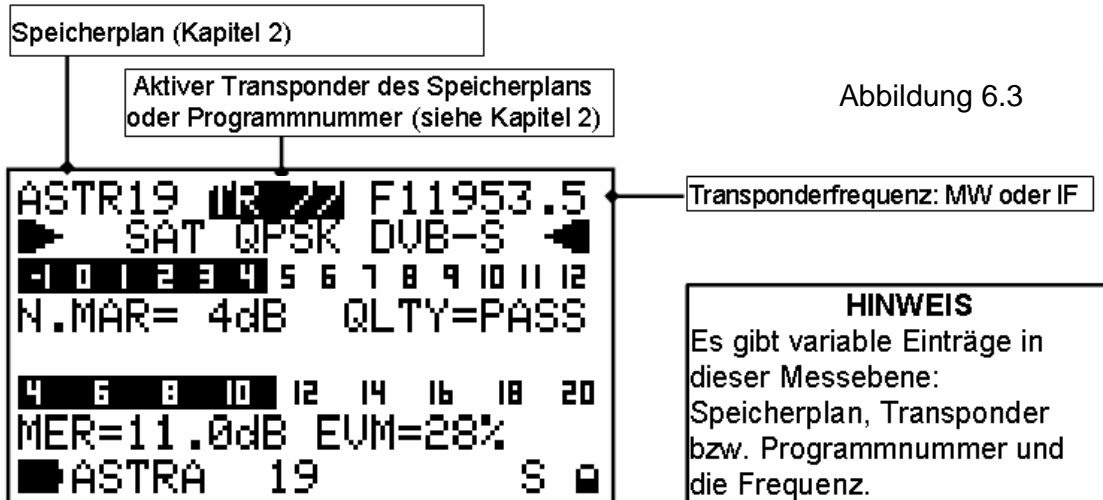 Speicherplan (Kapitel 2)
Aktiver Transponder des Speicherplans
oder Programmnummer (siehe Kapitel 2)
Abbildung 6.3
ASTR19 F11953.5
SAT QPSK DVB-S
-1 0 1 2 3 4 5 6 7 8 9 10 11 12
N.MAR= 4dB QLTY=PASS
4 6 8 10 12 14 16 18 20
MER=11.0dB EVM=28%
ASTRA 19 S
Transponderfrequenz: MW oder IF
HINWEIS
Es gibt variable Einträge in
dieser Messebene:
Speicherplan, Transponder
bzw. Programmnummer und
die Frequenz.